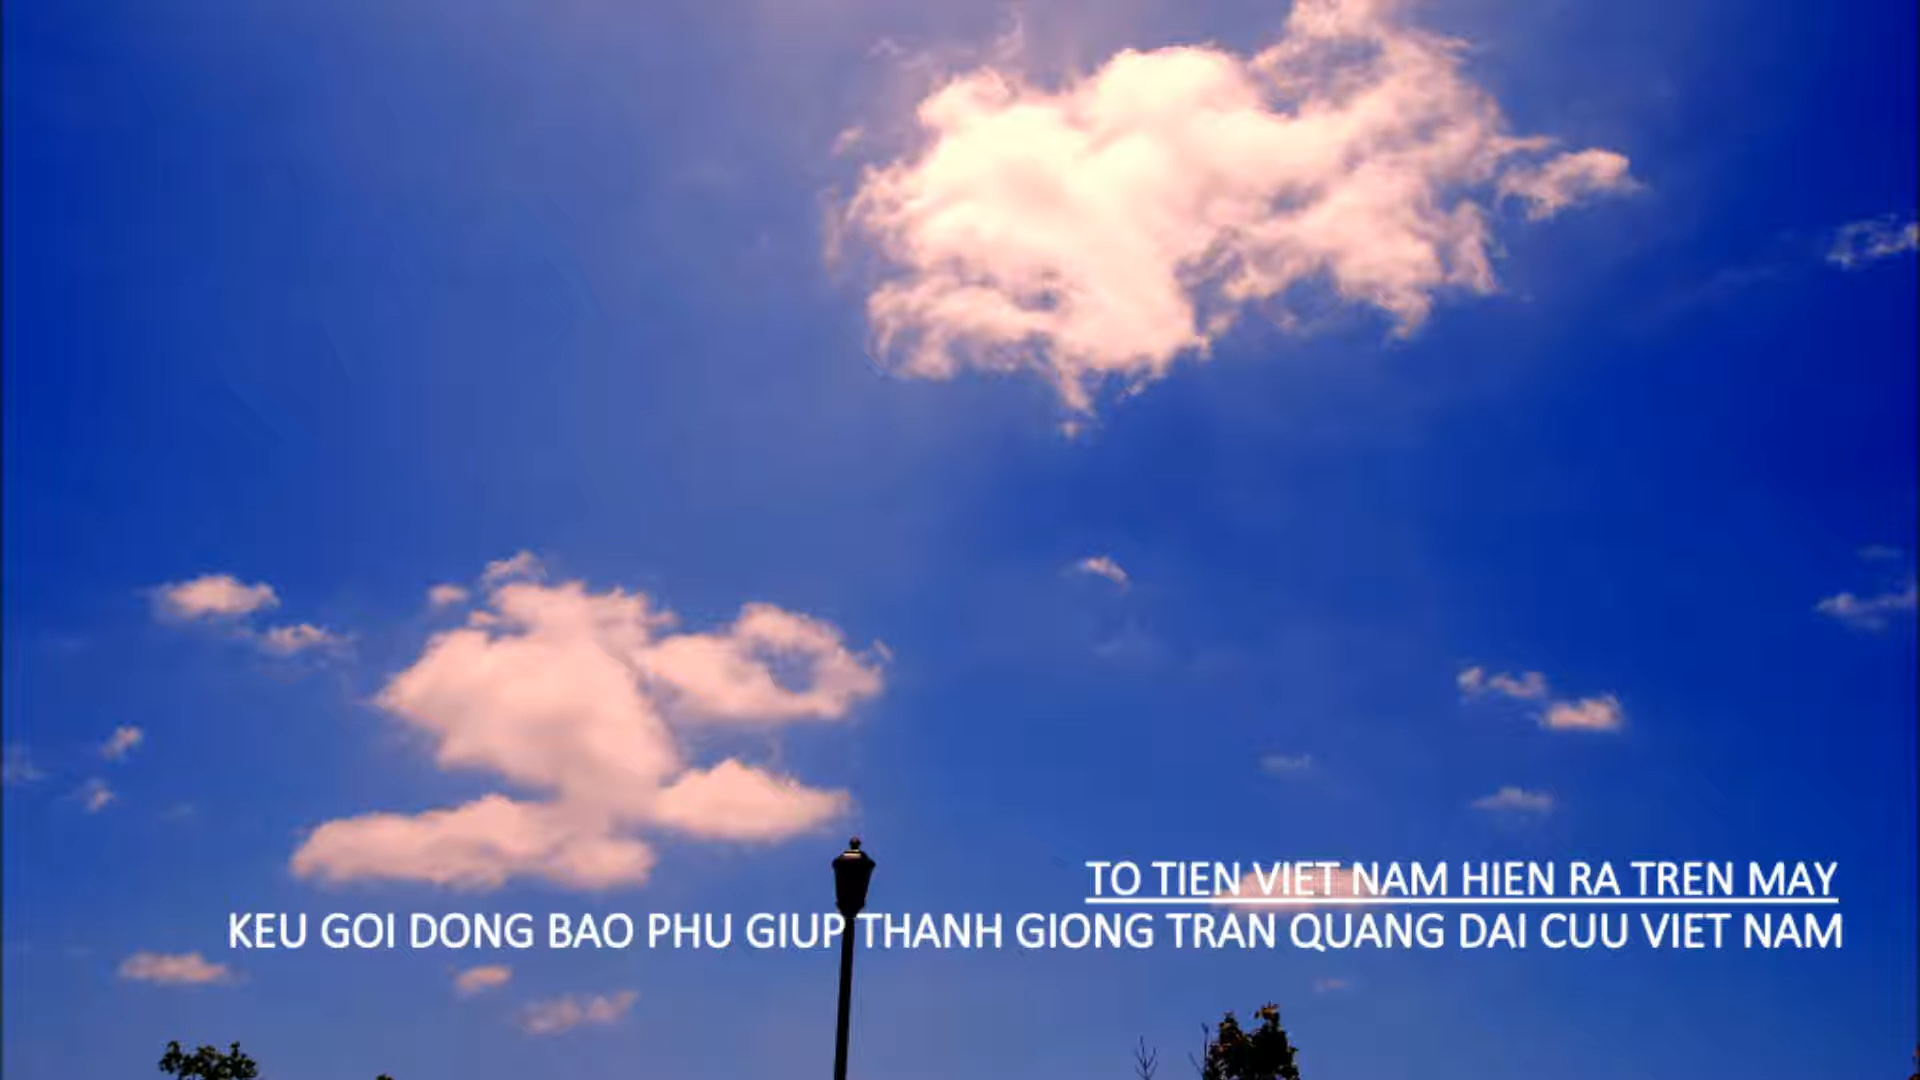 TO TIEN VIET NAM HIEN RA TREN MAY
KEU GOI DONG BAO PHU GIUP THANH GIONG TRAN QUANG DAI CUU VIET NAM